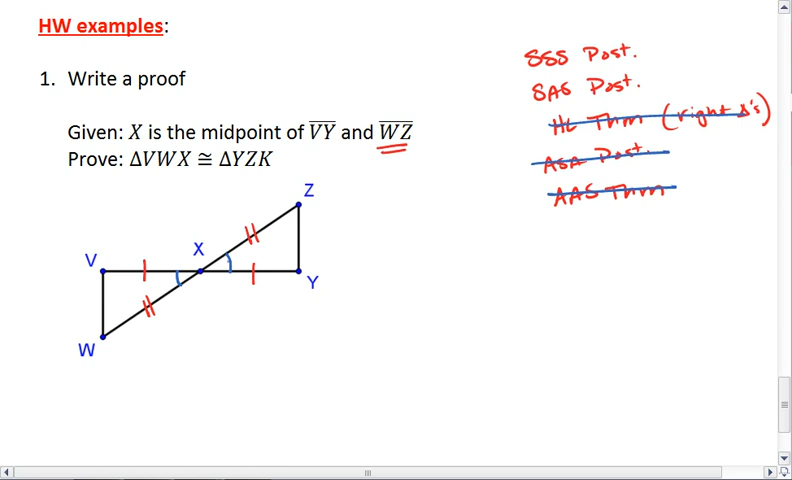 HW examples:
1. Write a proof
Given: X is the midpoint of VY and WZ
Prove: ΔVWX ≅ ΔYZK
SSS Post.
SAS Post.
HL Thm (right Δ's)
ASA Post.
AAS Thm
Z
X
V
Y
W